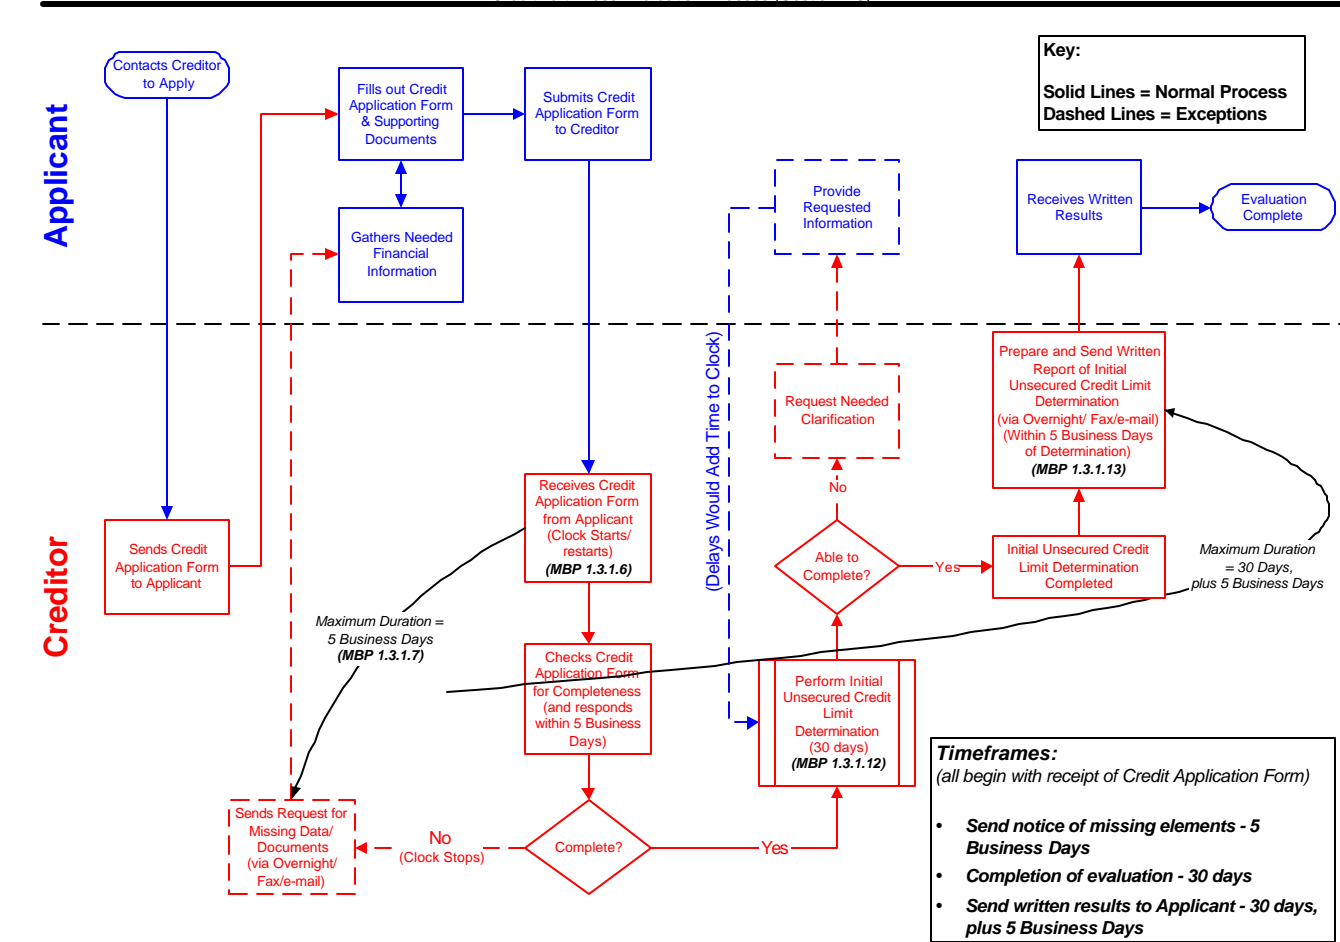 Key:
Solid Lines = Normal Process
Dashed Lines = Exceptions
Applicant
Contacts Creditor
to Apply
Fills out Credit
Application Form
& Supporting
Documents
Submits Credit
Application Form
to Creditor
Gathers Needed
Financial
Information
Provide
Requested
Information
Receives Written
Results
Evaluation
Complete
Creditor
Sends Credit
Application Form
to Applicant
Maximum Duration =
5 Business Days
(MBP 1.3.1.7)
Receives Credit
Application Form
from Applicant
(Clock Starts/
restarts)
(MBP 1.3.1.6)
Checks Credit
Application Form
for Completeness
(and responds
within 5 Business
Days)
Sends Request for
Missing Data/
Documents
(via Overnight/
Fax/e-mail)
No
(Clock Stops)
Complete?
Yes
(Delays Would Add Time to Clock)
Request Needed
Clarification
No
Able to
Complete?
Yes
Perform Initial
Unsecured Credit
Limit
Determination
(30 days)
(MBP 1.3.1.12)
Prepare and Send Written
Report of Initial
Unsecured Credit Limit
Determination
(via Overnight/ Fax/e-mail)
(Within 5 Business Days
of Determination)
(MBP 1.3.1.13)
Initial Unsecured Credit
Limit Determination
Completed
Maximum Duration
= 30 Days,
plus 5 Business Days
Timeframes:
(all begin with receipt of Credit Application Form)
• Send notice of missing elements - 5
Business Days
• Completion of evaluation - 30 days
• Send written results to Applicant - 30 days,
plus 5 Business Days